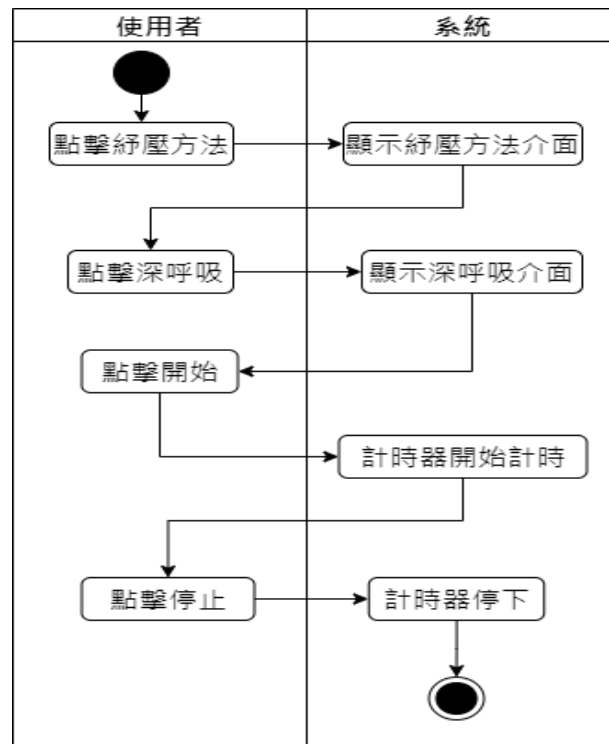 使用者
系統
點擊紓壓方法
顯示紓壓方法介面
點擊深呼吸
顯示深呼吸介面
點擊開始
計時器開始計時
點擊停止
計時器停下